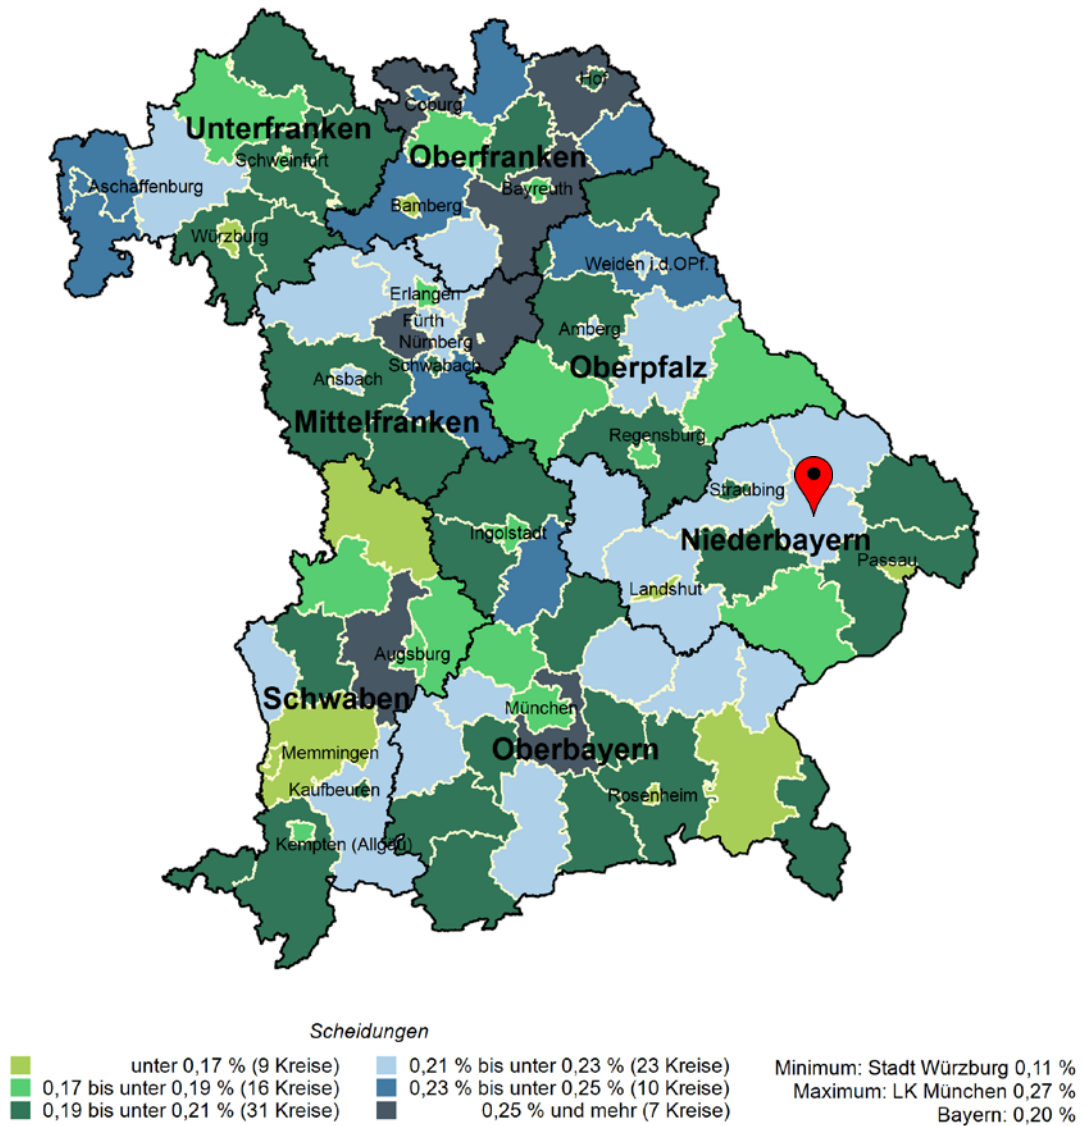 Hof
Coburg
Unterfranken
Oberfranken
Schweinfurt
Aschaffenburg
Bayreuth
Bamberg
Würzburg
Weiden i.d.OPf.
Erlangen
Fürth
Amberg
Nürnberg
Schwabach
Oberpfalz
Ansbach
Mittelfranken
Regensburg
Straubing
Ingolstadt
Niederbayern
Passau
Landshut
Augsburg
Schwaben
München
Oberbayern
Memmingen
Kaufbeuren
Rosenheim
Kempten (Allgäu)
Scheidungen
unter 0,17 % (9 Kreise)
0,17 bis unter 0,19 % (16 Kreise)
0,19 bis unter 0,21 % (31 Kreise)
0,21 % bis unter 0,23 % (23 Kreise)
0,23 % bis unter 0,25 % (10 Kreise)
0,25 % und mehr (7 Kreise)
Minimum: Stadt Würzburg 0,11 %
Maximum: LK München 0,27 %
Bayern: 0,20 %